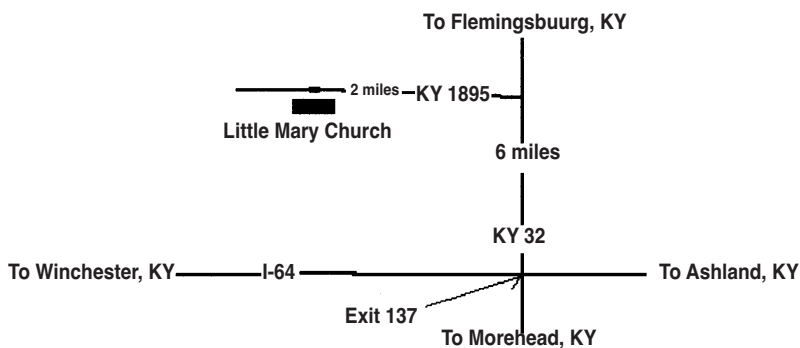 To Flemingsbuurg, KY
2 miles KY 1895
Little Mary Church
6 miles
KY 32
To Winchester, KY I-64 To Ashland, KY
Exit 137
To Morehead, KY